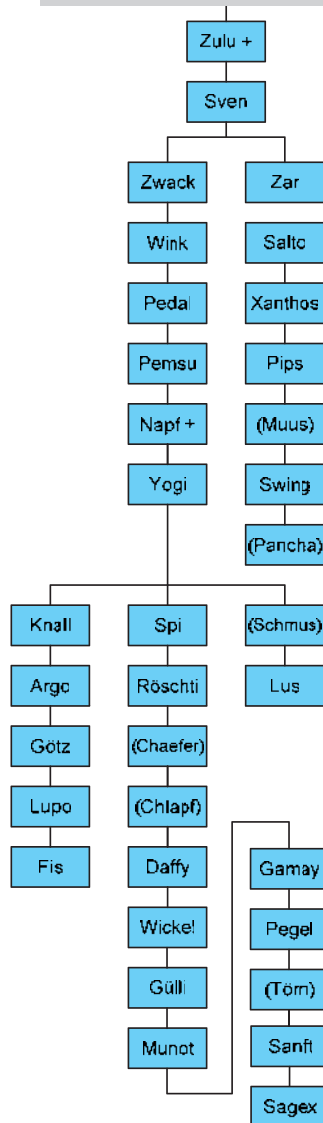 Zulu +
Sven
Zwack
Zar
Wink
Salto
Pedal
Xanthos
Pemsu
Pips
Napf +
(Muus)
Yogi
Swing
(Pancha)
Knall
Spi
(Schmus)
Argo
Röschti
Lus
Götz
(Chaefer)
Lupo
(Chlapf)
Fis
Daffy
Gamay
Wickel
Pegel
Gülli
(Törn)
Munot
Sanft
Sagex